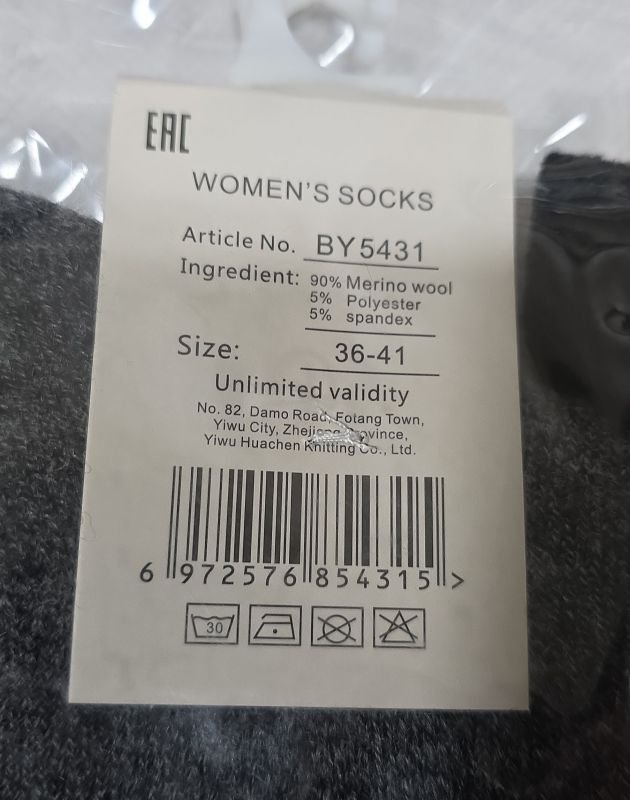 EAC
WOMEN'S SOCKS
Article No. BY5431
Ingredient: 90% Merino wool
5% Polyester
5% spandex
Size: 36-41
Unlimited validity
No. 82, Damo Road, Fotang Town,
Yiwu City, Zhejiang Province,
Yiwu Huachen Knitting Co., Ltd.
6 972576 854315 >
30